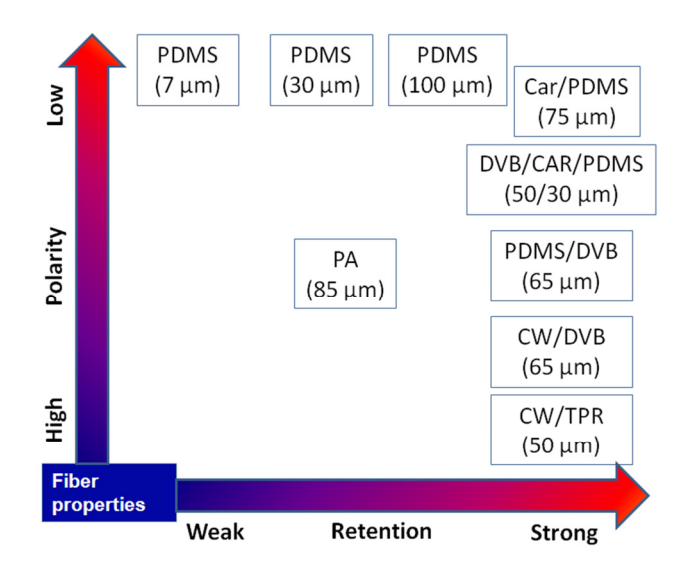 PDMS
(7 µm)
PDMS
(30 µm)
PDMS
(100 µm)
Car/PDMS
(75 µm)
DVB/CAR/PDMS
(50/30 µm)
PA
(85 µm)
PDMS/DVB
(65 µm)
CW/DVB
(65 µm)
CW/TPR
(50 µm)
Low
Polarity
High
Fiber
properties
Weak
Retention
Strong